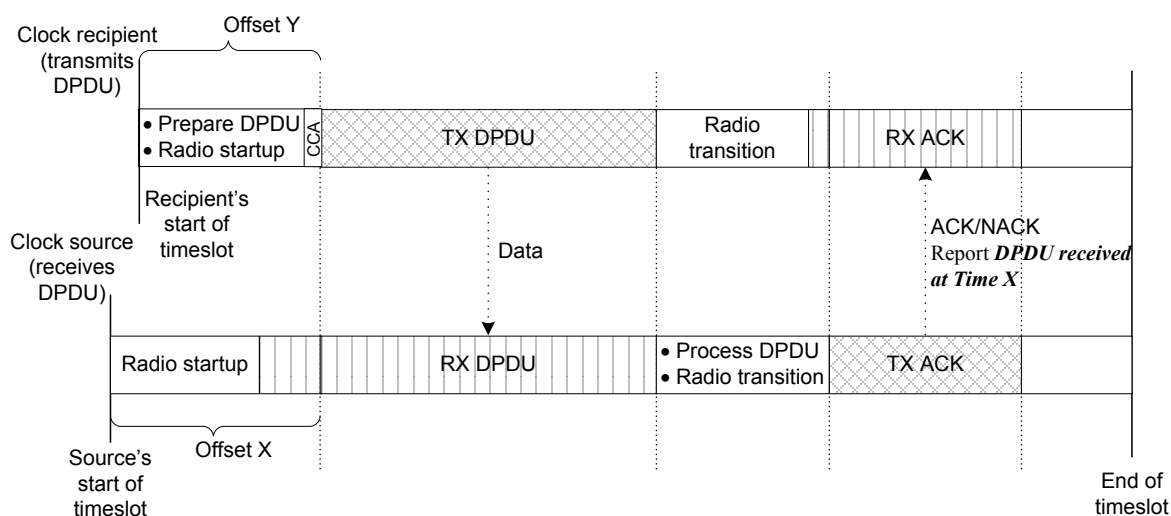 Offset Y
Clock recipient
(transmits
DPDU)
• Prepare DPDU
• Radio startup
CCA
TX DPDU
Radio
transition
RX ACK
Recipient's
start of
timeslot
Clock source
(receives
DPDU)
Data
ACK/NACK
Report DPDU received
at Time X
Radio startup
RX DPDU
• Process DPDU
• Radio transition
TX ACK
Offset X
Source's
start of
timeslot
End of
timeslot